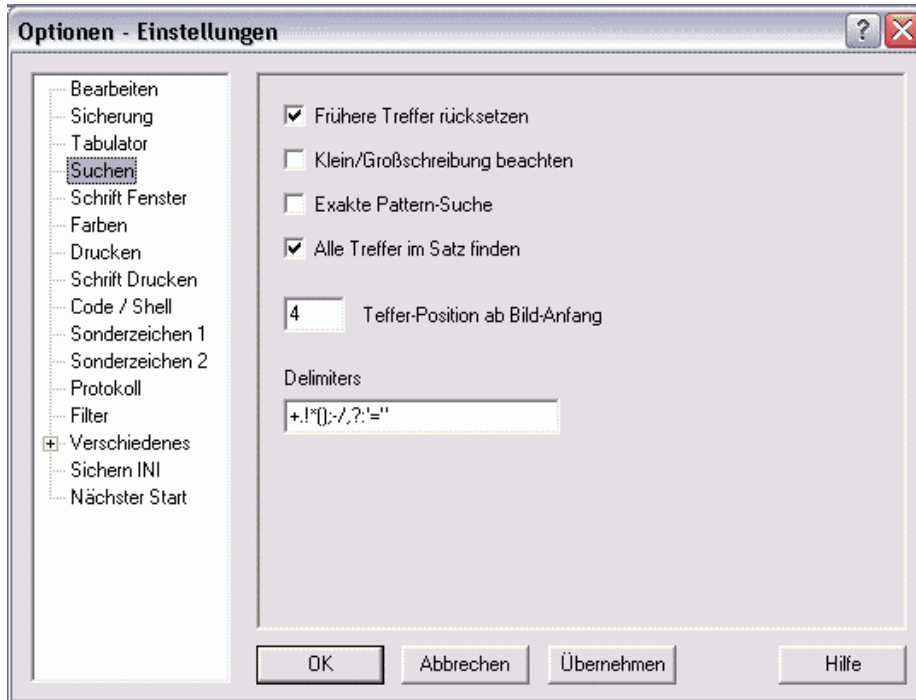 Optionen - Einstellungen
Bearbeiten
Sicherung
Tabulator
Suchen
Schrift Fenster
Farben
Drucken
Schrift Drucken
Code / Shell
Sonderzeichen 1
Sonderzeichen 2
Protokoll
Filter
Verschiedenes
Sichern INI
Nächster Start
Frühere Treffer rücksetzen
Klein/Großschreibung beachten
Exakte Pattern-Suche
Alle Treffer im Satz finden
4 Teffer-Position ab Bild-Anfang
Delimiters
+.!*();-/,?:'="
OK Abbrechen Übernehmen Hilfe